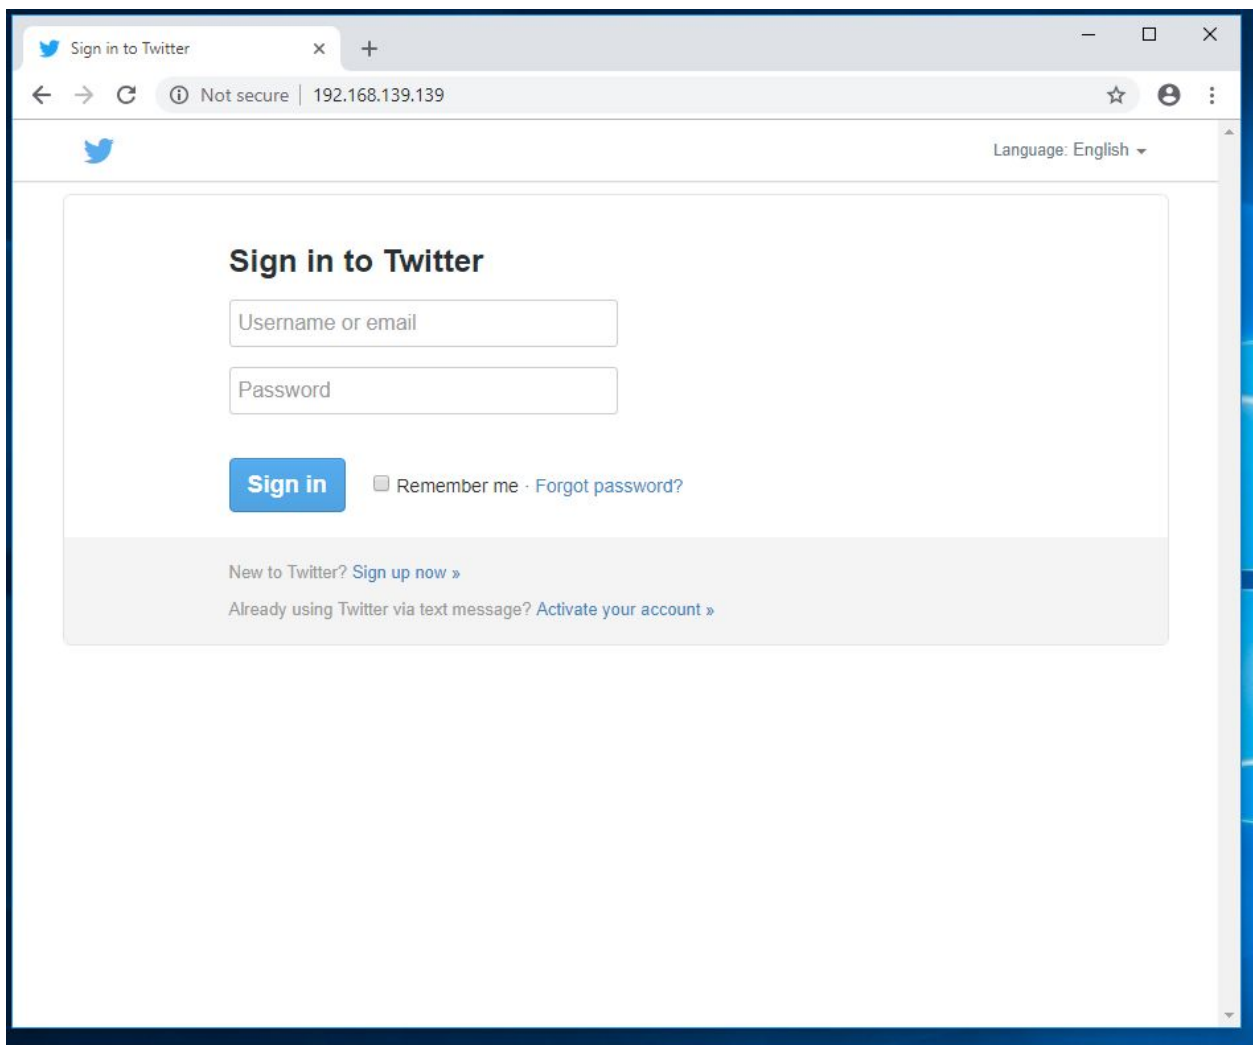 Sign in to Twitter
Not secure | 192.168.139.139
Language: English
Sign in to Twitter
Username or email
Password
Sign in Remember me · Forgot password?
New to Twitter? Sign up now »
Already using Twitter via text message? Activate your account »